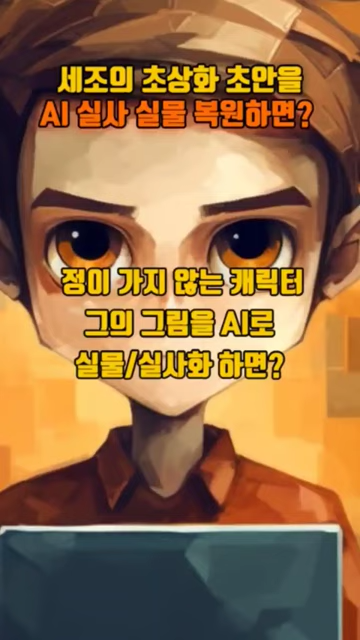 세조의 초상화 초안을
AI 실사 실물 복원하면?
정이 가지 않는 캐릭터
그의 그림을 AI로
실물/실사화 하면?